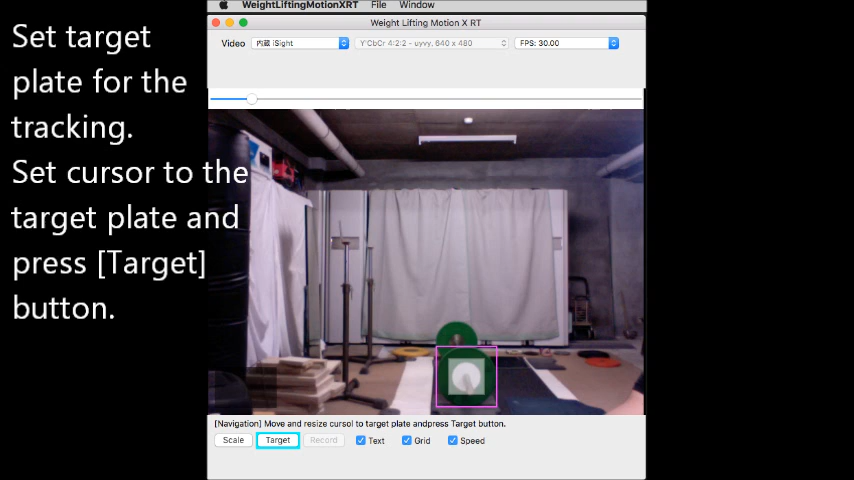 Set target
plate for the
tracking.
Set cursor to the
target plate and
press [Target]
button.
WeightLiftingMotionXRT File Window
Weight Lifting Motion X RT
Video 内蔵 iSight Y'CbCr 4:2:2 - uyvy, 640 x 480 FPS: 30.00
[Navigation] Move and resize cursol to target plate andpress Target button.
Scale Target Record Text Grid Speed